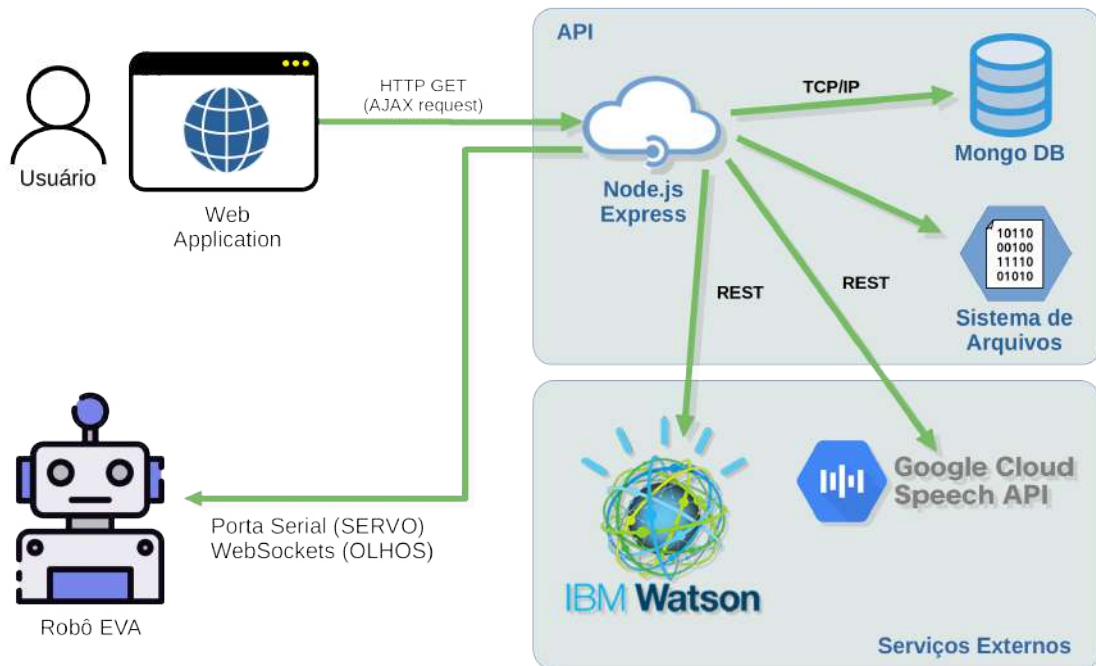 API
Usuário
Web
Application
HTTP GET
(AJAX request)
Node.js
Express
TCP/IP
Mongo DB
10110
00100
11110
01010
Sistema de
Arquivos
REST
REST
Porta Serial (SERVO)
WebSockets (OLHOS)
Robô EVA
IBM Watson
Google Cloud
Speech API
Serviços Externos